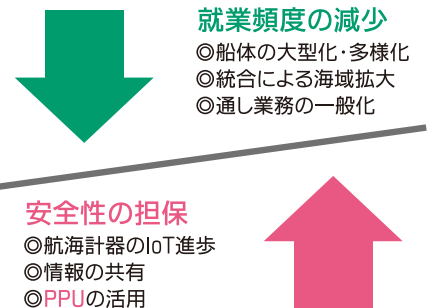 就業頻度の減少
◎船体の大型化・多様化
◎統合による海域拡大
◎通し業務の一般化
安全性の担保
◎航海計器のIoT進歩
◎情報の共有
◎PPUの活用